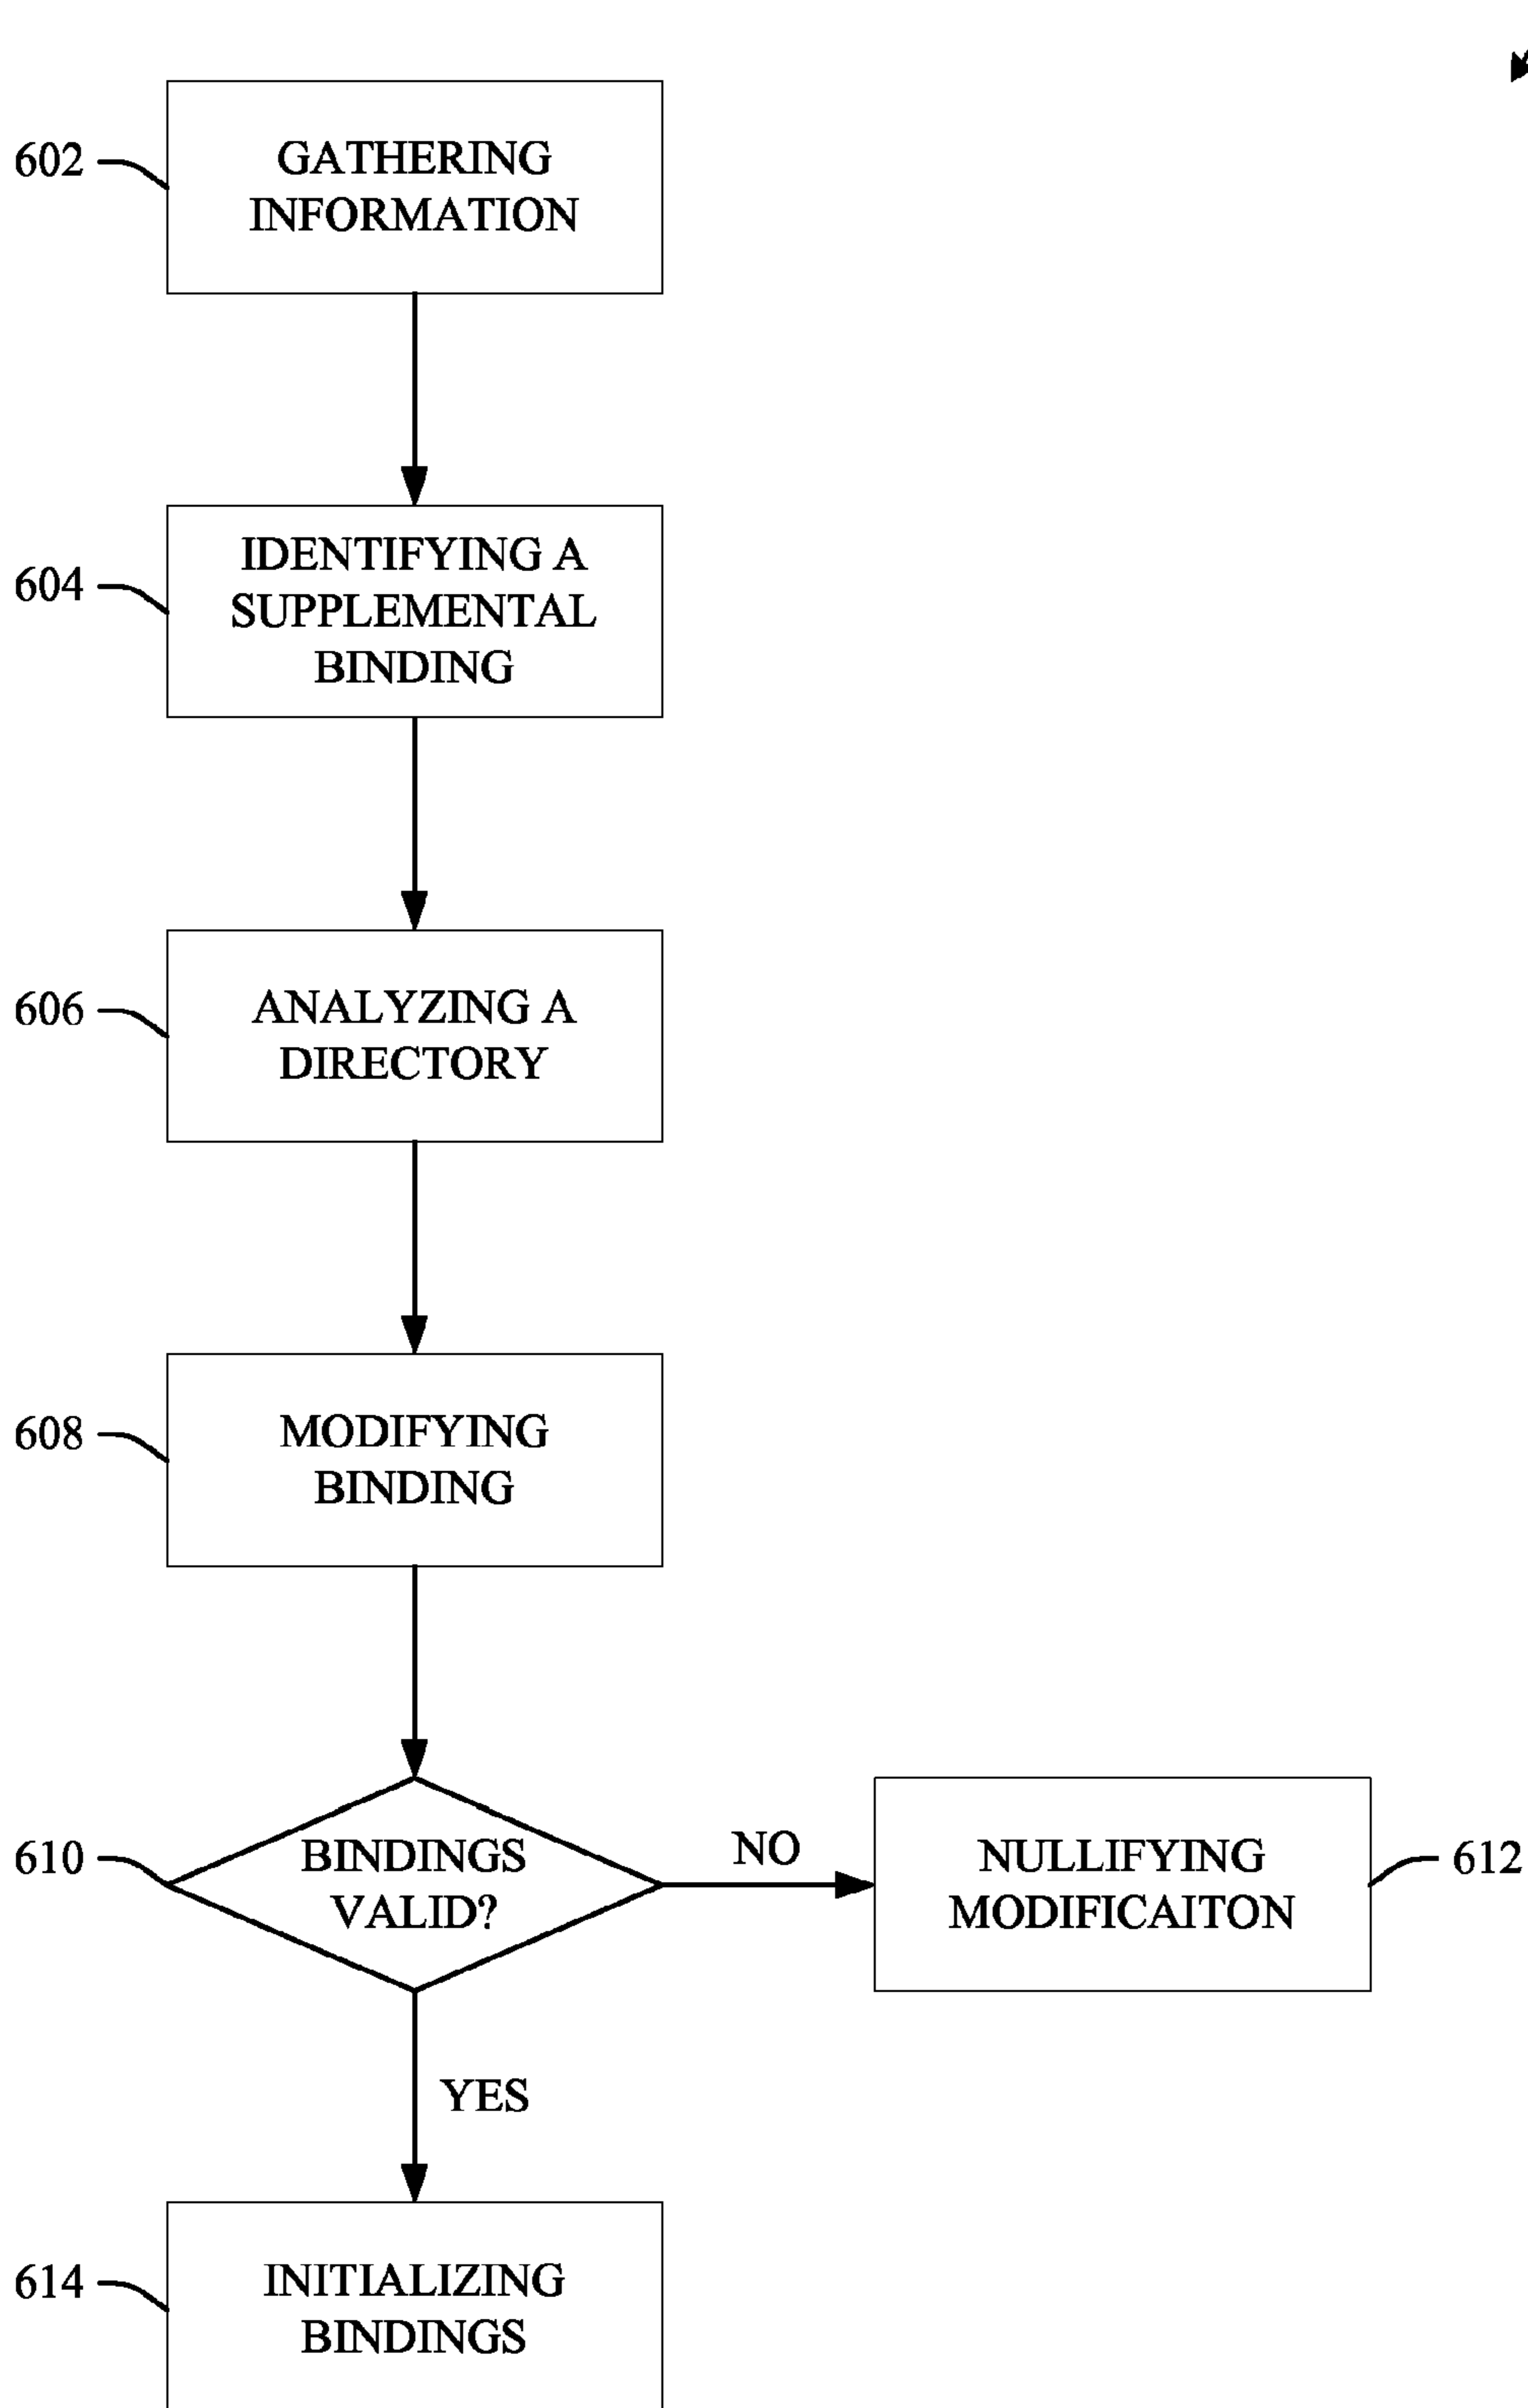 602
GATHERING
INFORMATION
604
IDENTIFYING A
SUPPLEMENTAL
BINDING
606
ANALYZING A
DIRECTORY
608
MODIFYING
BINDING
610
BINDINGS
VALID?
NO
NULLIFYING
MODIFICAITON
612
YES
614
INITIALIZING
BINDINGS